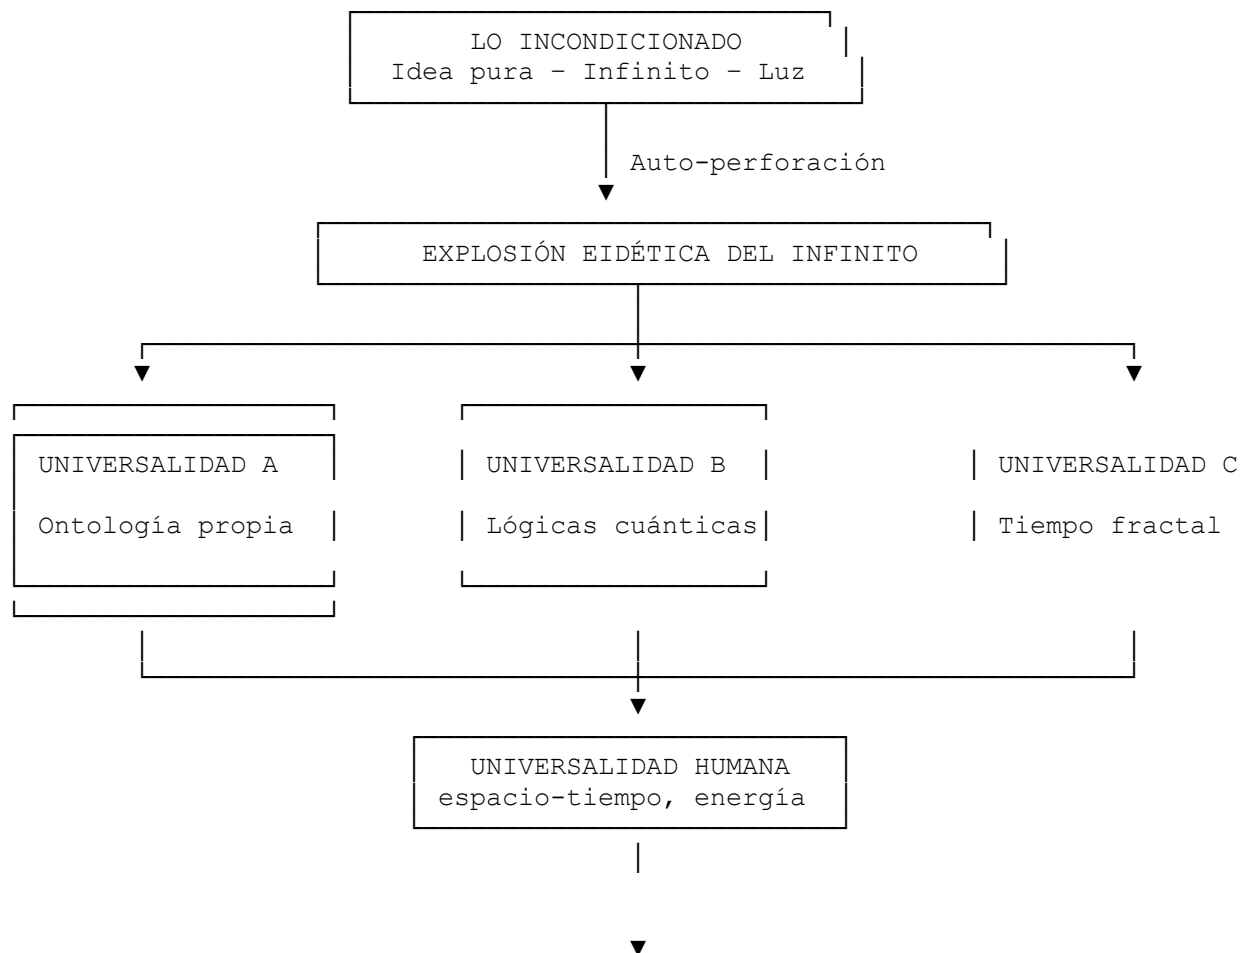 LO INCONDICIONADO
Idea pura – Infinito – Luz
Auto-perforación
EXPLOSIÓN EIDÉTICA DEL INFINITO
UNIVERSALIDAD A UNIVERSALIDAD B UNIVERSALIDAD C
Ontología propia Lógicas cuánticas Tiempo fractal
UNIVERSALIDAD HUMANA
espacio-tiempo, energía